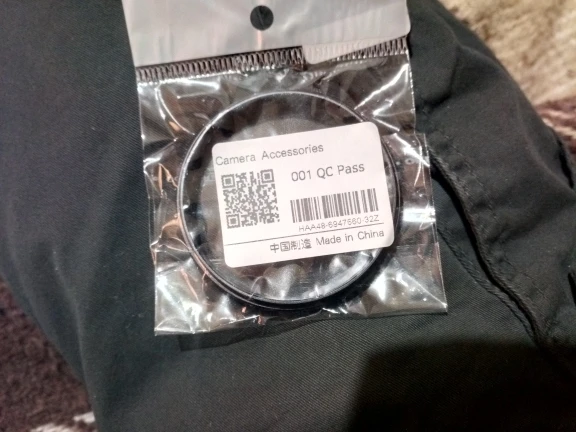 Camera Accessories
001 QC Pass
HAA48-6947560-32Z
中国制造 Made in China